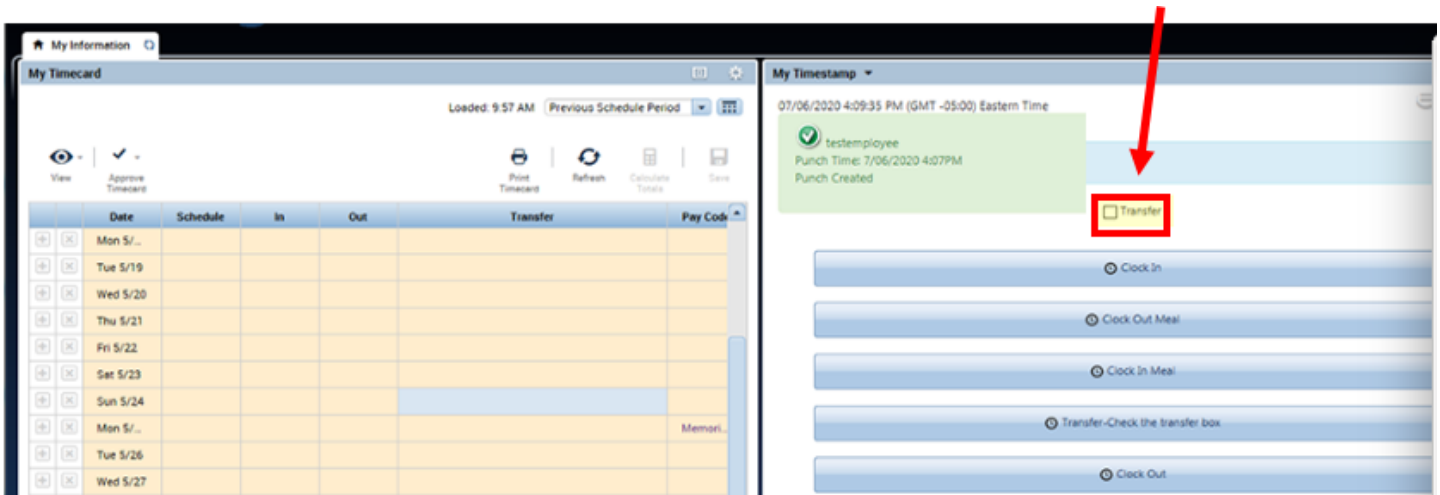 My Information
My Timecard
Loaded: 9:57 AM Previous Schedule Period
View
Approve
Timecard
Print
Timecard
Refresh
Calculate
Totals
Save
Date Schedule In Out Transfer Pay Code
Mon 5/...
Tue 5/19
Wed 5/20
Thu 5/21
Fri 5/22
Sat 5/23
Sun 5/24
Mon 5/... Memori...
Tue 5/26
Wed 5/27
My Timestamp
07/06/2020 4:09:35 PM (GMT -05:00) Eastern Time
testemployee
Punch Time: 7/06/2020 4:07PM
Punch Created
Transfer
Clock In
Clock Out Meal
Clock In Meal
Transfer-Check the transfer box
Clock Out